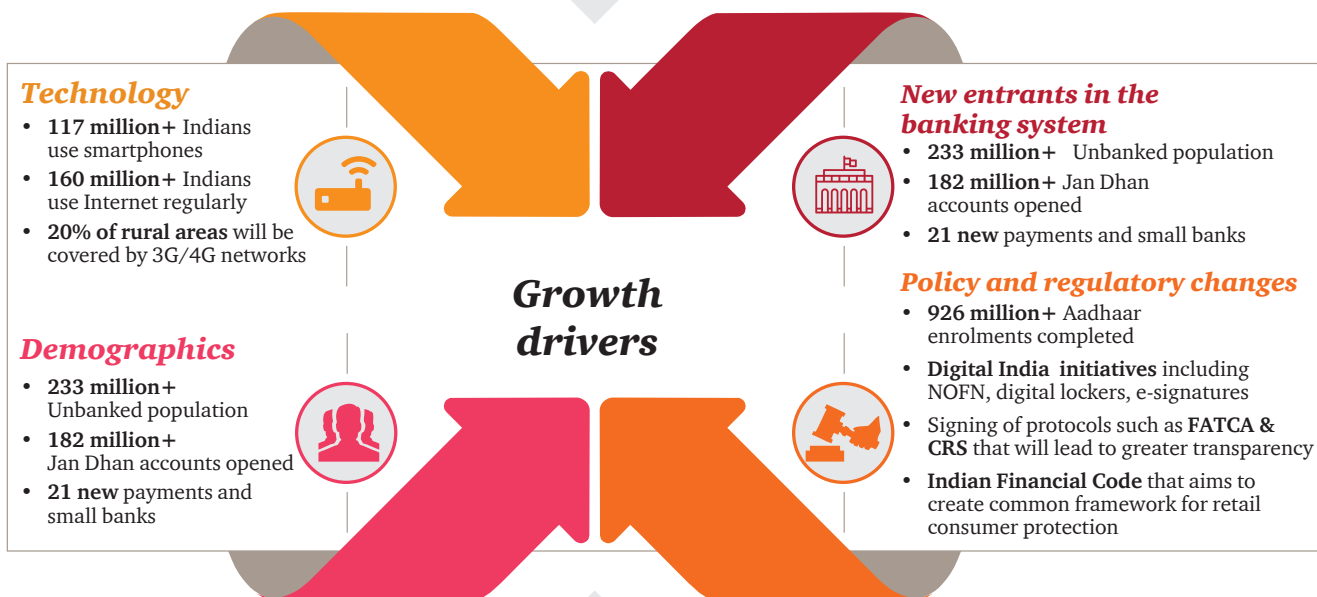 Technology
• 117 million+ Indians
use smartphones
• 160 million+ Indians
use Internet regularly
• 20% of rural areas will be
covered by 3G/4G networks
Demographics
• 233 million+
Unbanked population
• 182 million+
Jan Dhan accounts opened
• 21 new payments and
small banks
Growth
drivers
New entrants in the
banking system
• 233 million+ Unbanked population
• 182 million+ Jan Dhan
accounts opened
• 21 new payments and small banks
Policy and regulatory changes
• 926 million+ Aadhaar
enrolments completed
• Digital India initiatives including
NOFN, digital lockers, e-signatures
• Signing of protocols such as FATCA &
CRS that will lead to greater transparency
• Indian Financial Code that aims to
create common framework for retail
consumer protection